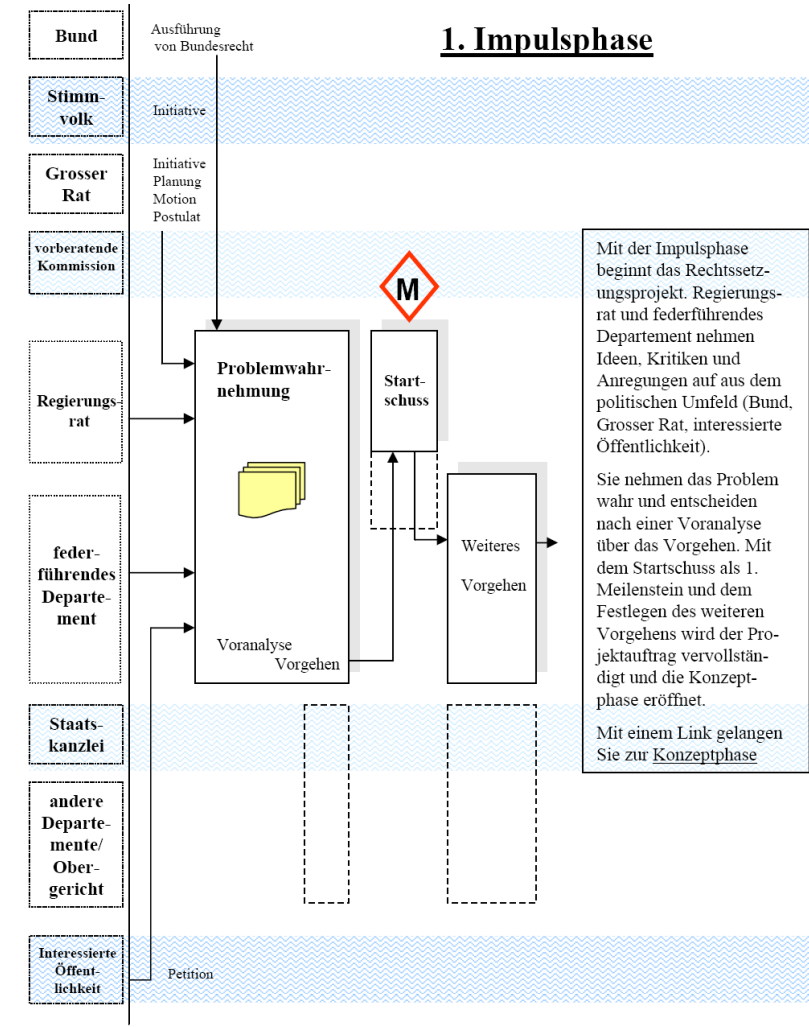 1. Impulsphase
Bund
Ausführung
von Bundesrecht
Stimm-
volk
Initiative
Grosser
Rat
Initiative
Planung
Motion
Postulat
vorberatende
Kommission
M
Regierungs-
rat
Problemwahr-
nehmung
Start-
schuss
feder-
führendes
Departe-
ment
Voranalyse
Vorgehen
Weiteres
Vorgehen
Staats-
kanzlei
andere
Departe-
mente/
Ober-
gericht
Interessierte
Öffent-
lichkeit
Petition
Mit der Impulsphase
beginnt das Rechtssetz-
ungsprojekt. Regierungs-
rat und federführendes
Departement nehmen
Ideen, Kritiken und
Anregungen auf aus dem
politischen Umfeld (Bund,
Grosser Rat, interessierte
Öffentlichkeit).
Sie nehmen das Problem
wahr und entscheiden
nach einer Voranalyse
über das Vorgehen. Mit
dem Startschuss als 1.
Meilenstein und dem
Festlegen des weiteren
Vorgehens wird der Pro-
jektauftrag vervollstän-
digt und die Konzept-
phase eröffnet.
Mit einem Link gelangen
Sie zur Konzeptphase